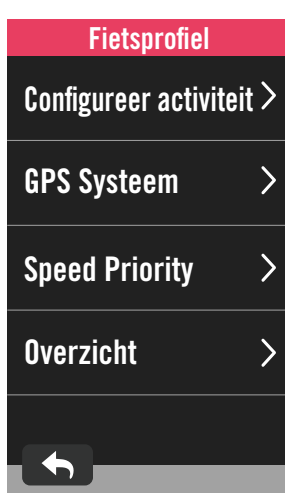 Fietsprofiel
Configureer activiteit
GPS Systeem
Speed Priority
Overzicht